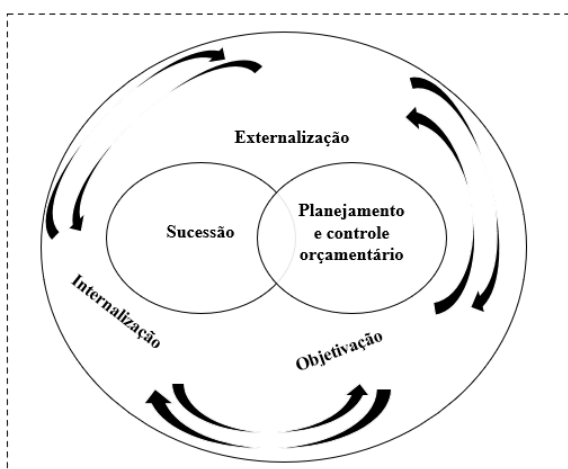 Externalização
Sucessão
Planejamento
e controle
orçamentário
Internalização
Objetivação